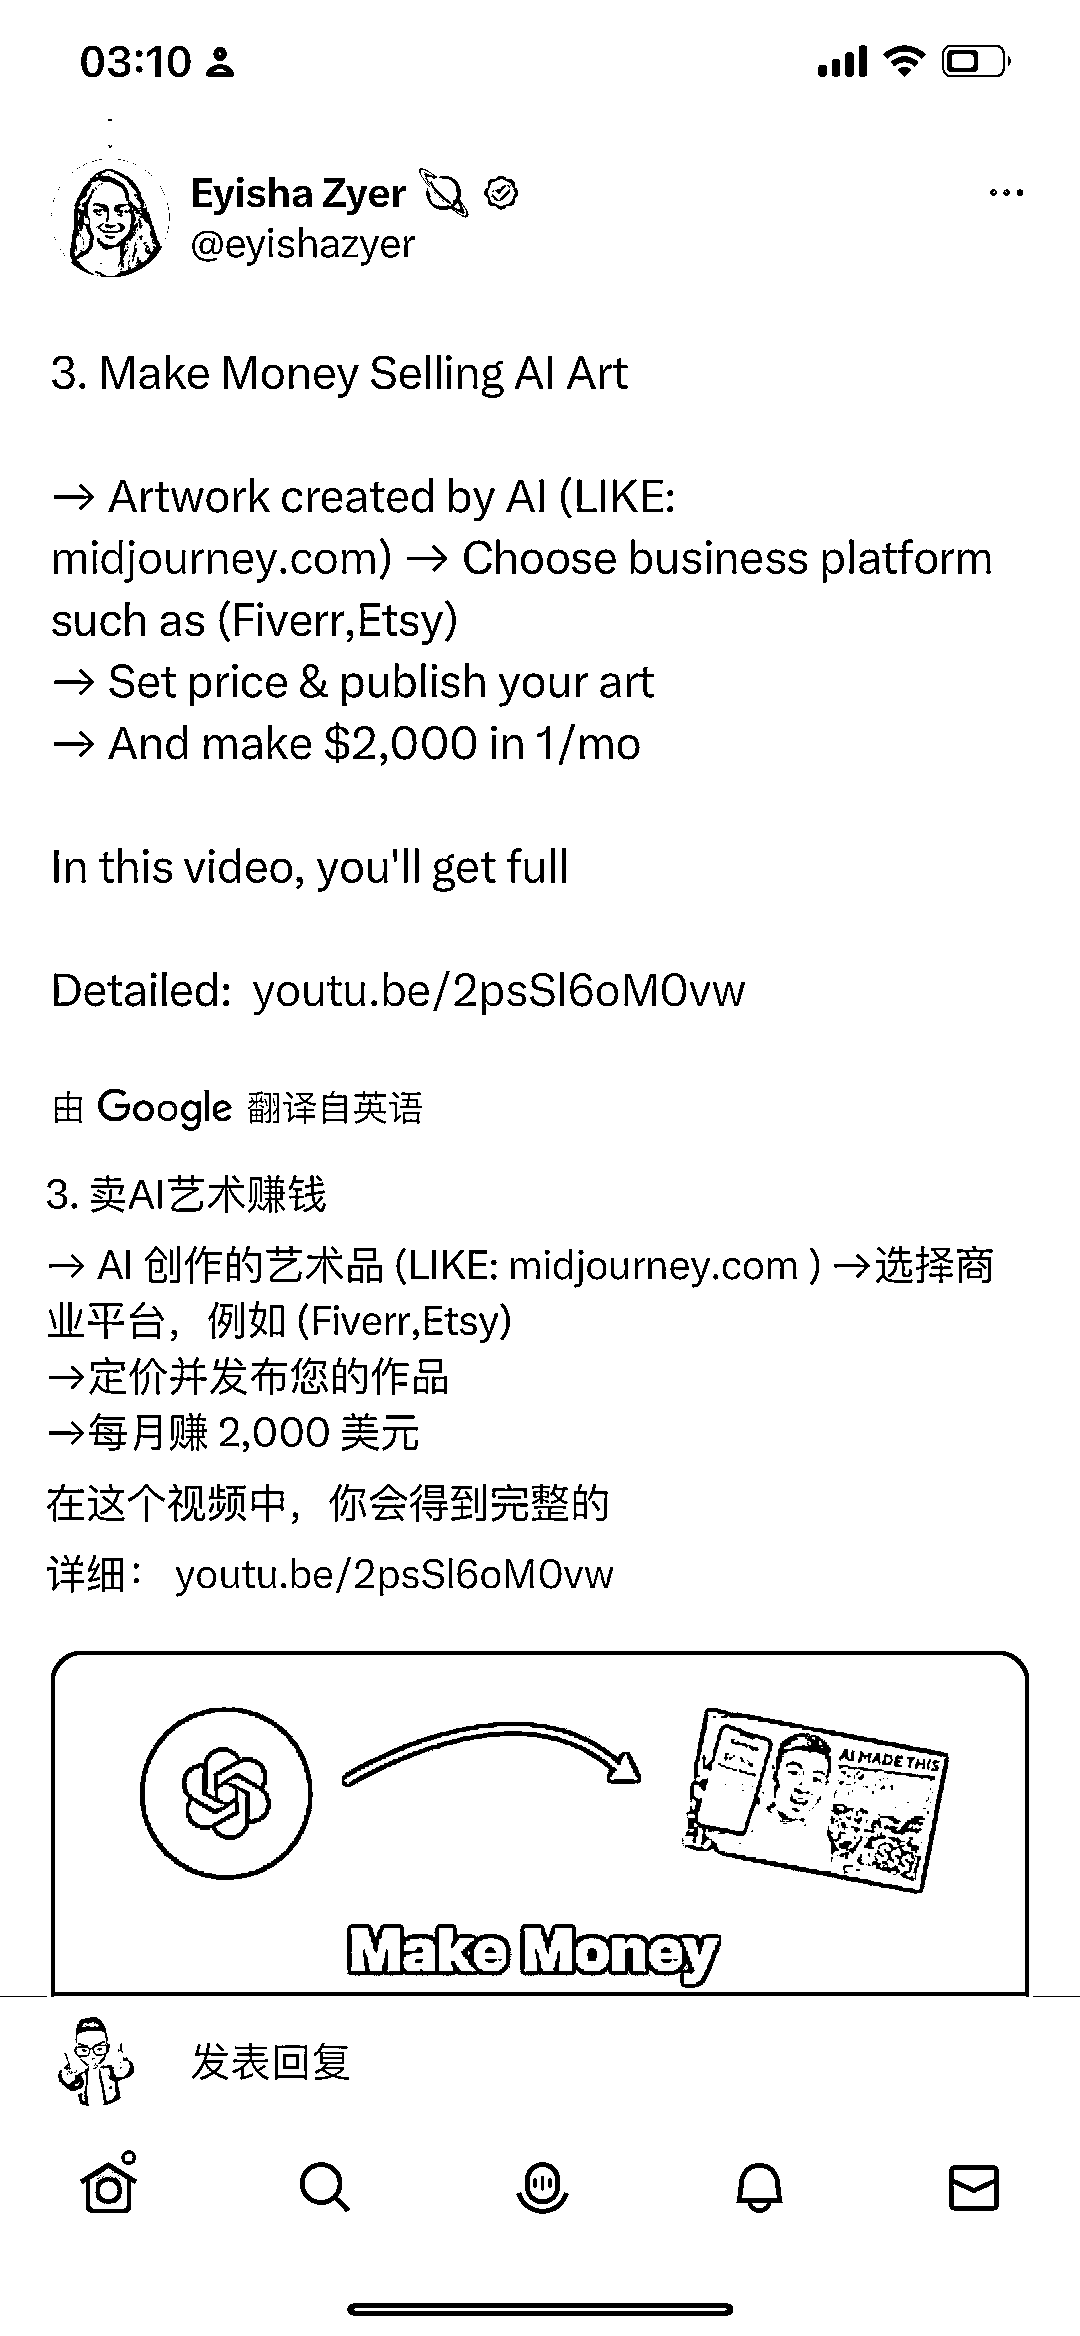 03:10
Eyisha Zyer
@eyishazyer
3. Make Money Selling AI Art
→ Artwork created by AI (LIKE:
midjourney.com) → Choose business platform
such as (Fiverr,Etsy)
→ Set price & publish your art
→ And make $2,000 in 1/mo
In this video, you'll get full
Detailed: youtu.be/2psSl6oM0vw
由 Google 翻译自英语
3. 卖AI艺术赚钱
→ AI 创作的艺术品 (LIKE: midjourney.com ) →选择商
业平台，例如 (Fiverr,Etsy)
→定价并发布您的作品
→每月赚 2,000 美元
在这个视频中，你会得到完整的
详细： youtu.be/2psSl6oM0vw
AI MADE THIS
Make Money
发表回复